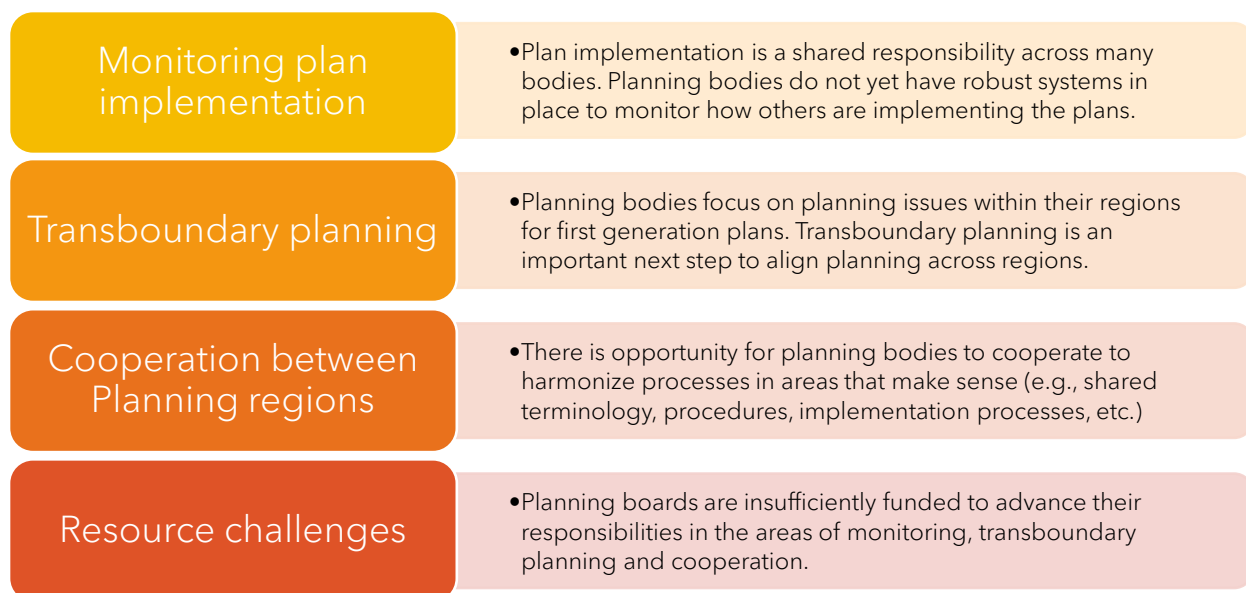 Monitoring plan
implementation
•Plan implementation is a shared responsibility across many
bodies. Planning bodies do not yet have robust systems in
place to monitor how others are implementing the plans.
Transboundary planning
•Planning bodies focus on planning issues within their regions
for first generation plans. Transboundary planning is an
important next step to align planning across regions.
Cooperation between
Planning regions
•There is opportunity for planning bodies to cooperate to
harmonize processes in areas that make sense (e.g., shared
terminology, procedures, implementation processes, etc.)
Resource challenges
•Planning boards are insufficiently funded to advance their
responsibilities in the areas of monitoring, transboundary
planning and cooperation.